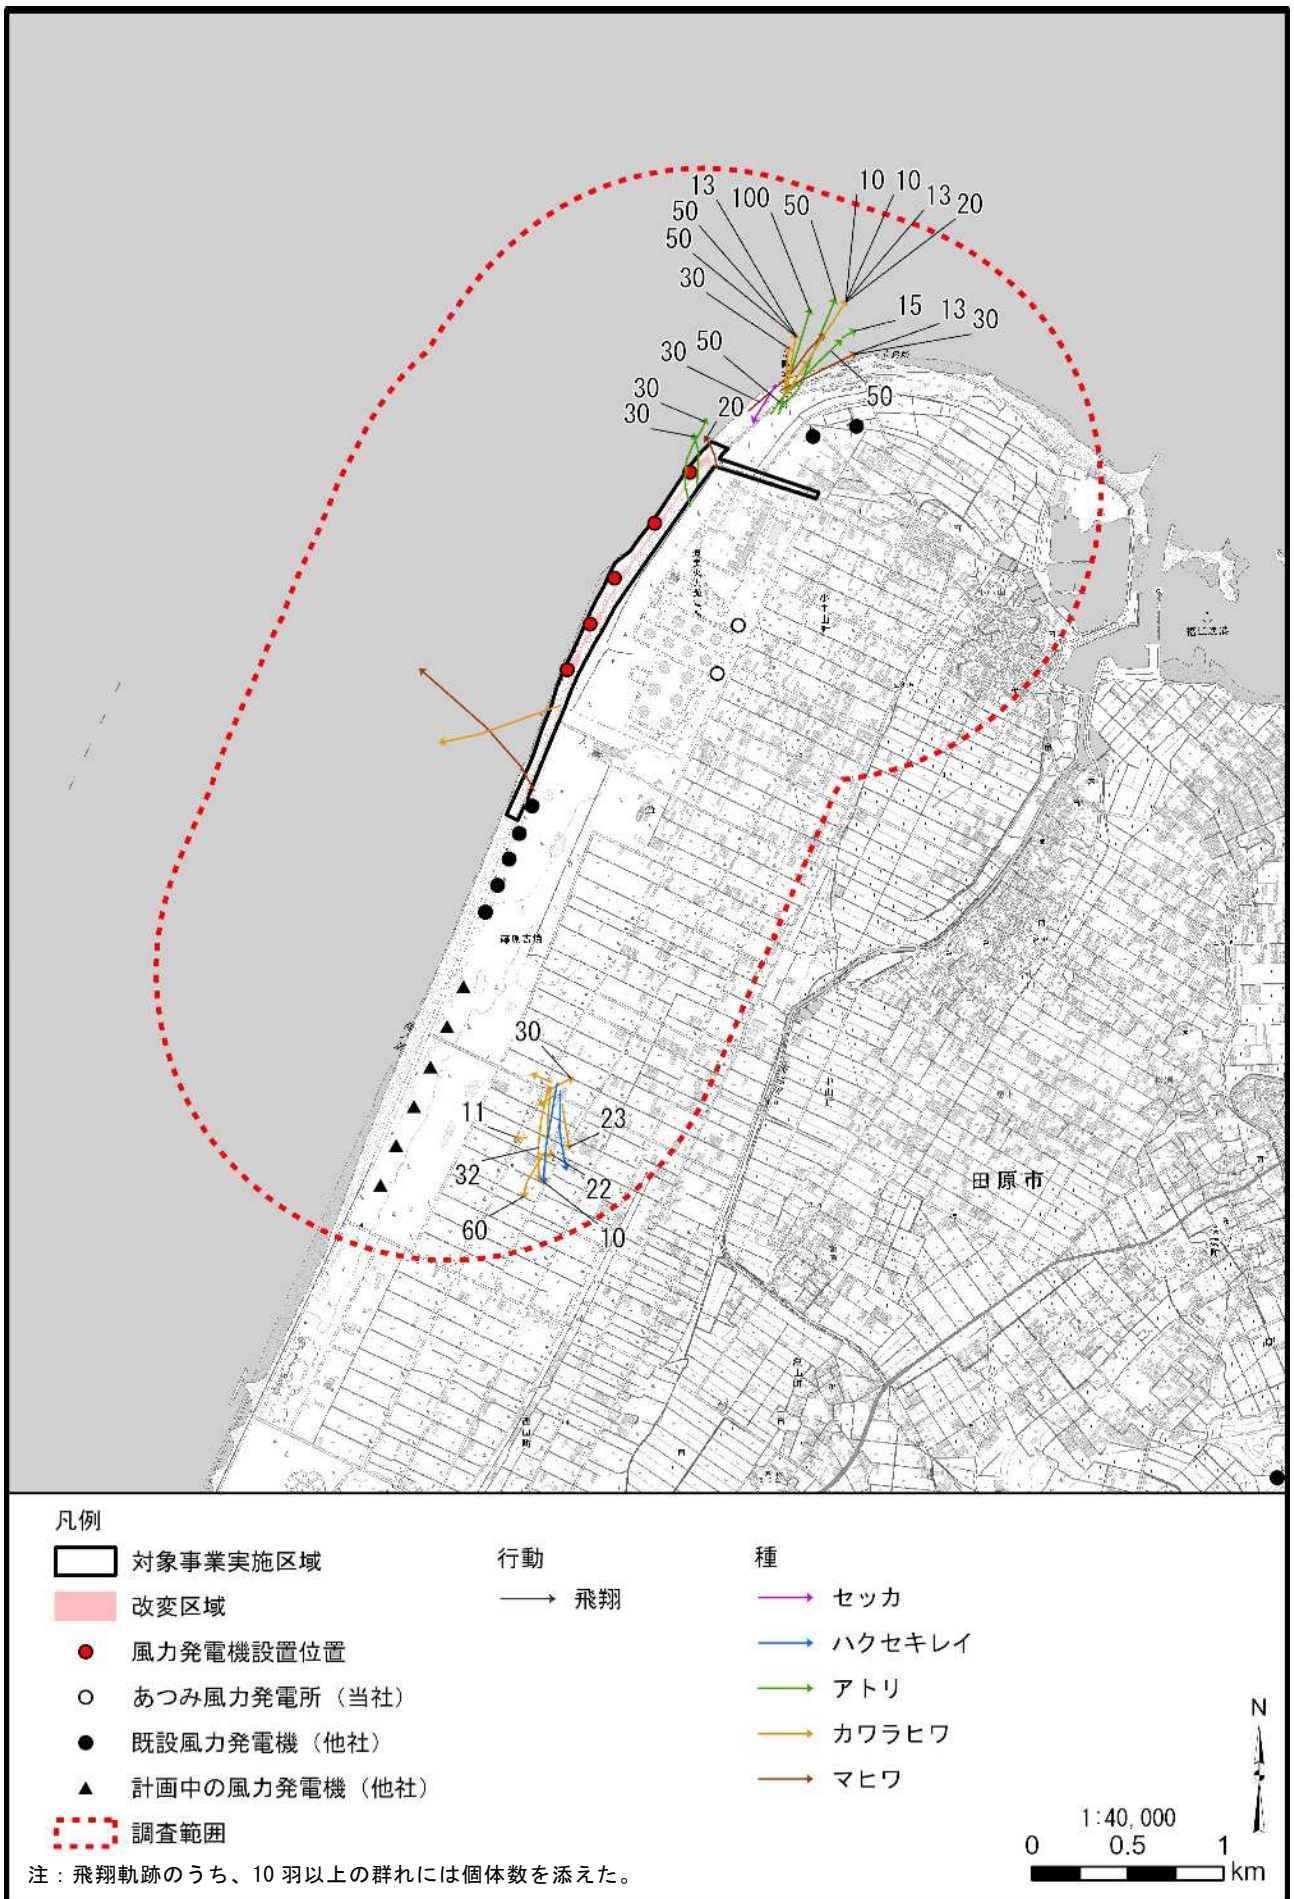 13 100 50 10 10 13 20
50
50
30
15 13 30
30 50
50
30
30 20
30
11 23
32 22
60 10
田原市
凡例
対象事業実施区域
改変区域
風力発電機設置位置
あつみ風力発電所（当社）
既設風力発電機（他社）
計画中の風力発電機（他社）
調査範囲
行動
飛翔
種
セッカ
ハクセキレイ
アトリ
カワラヒワ
マヒワ
N
1:40,000
0 0.5 1
km
注：飛翔軌跡のうち、10 羽以上の群れには個体数を添えた。